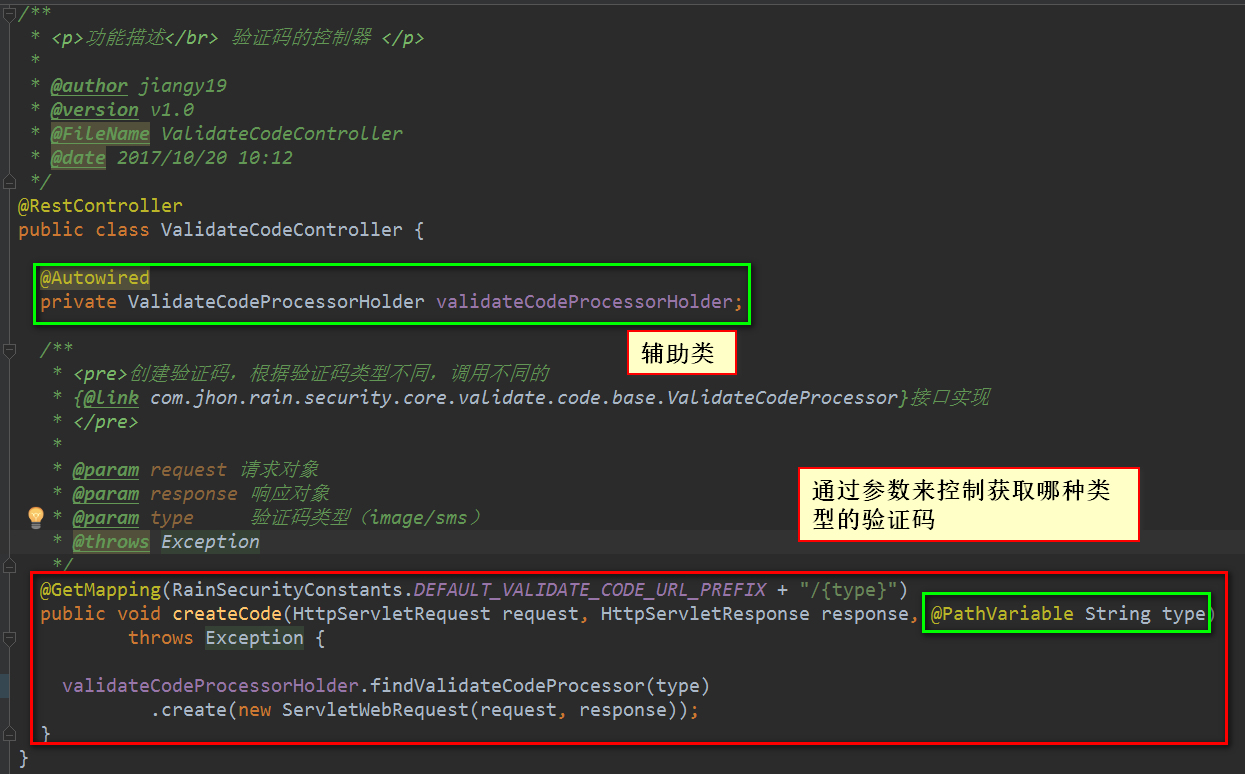 /**
 * <p>功能描述</br> 验证码的控制器 </p>
 *
 * @author jiangy19
 * @version v1.0
 * @FileName ValidateCodeController
 * @date 2017/10/20 10:12
 */
@RestController
public class ValidateCodeController {
@Autowired
private ValidateCodeProcessorHolder validateCodeProcessorHolder;
辅助类
/**
 * <pre>创建验证码，根据验证码类型不同，调用不同的
 * {@link com.jhon.rain.security.core.validate.code.base.ValidateCodeProcessor}接口实现
 * </pre>
 *
 * @param request 请求对象
 * @param response 响应对象
 * @param type 验证码类型（image/sms）
 * @throws Exception
 */
通过参数来控制获取哪种类
型的验证码
@GetMapping(RainSecurityConstants.DEFAULT_VALIDATE_CODE_URL_PREFIX + "/{type}")
public void createCode(HttpServletRequest request, HttpServletResponse response, @PathVariable String type)
throws Exception {
validateCodeProcessorHolder.findValidateCodeProcessor(type)
.create(new ServletWebRequest(request, response));
}
}